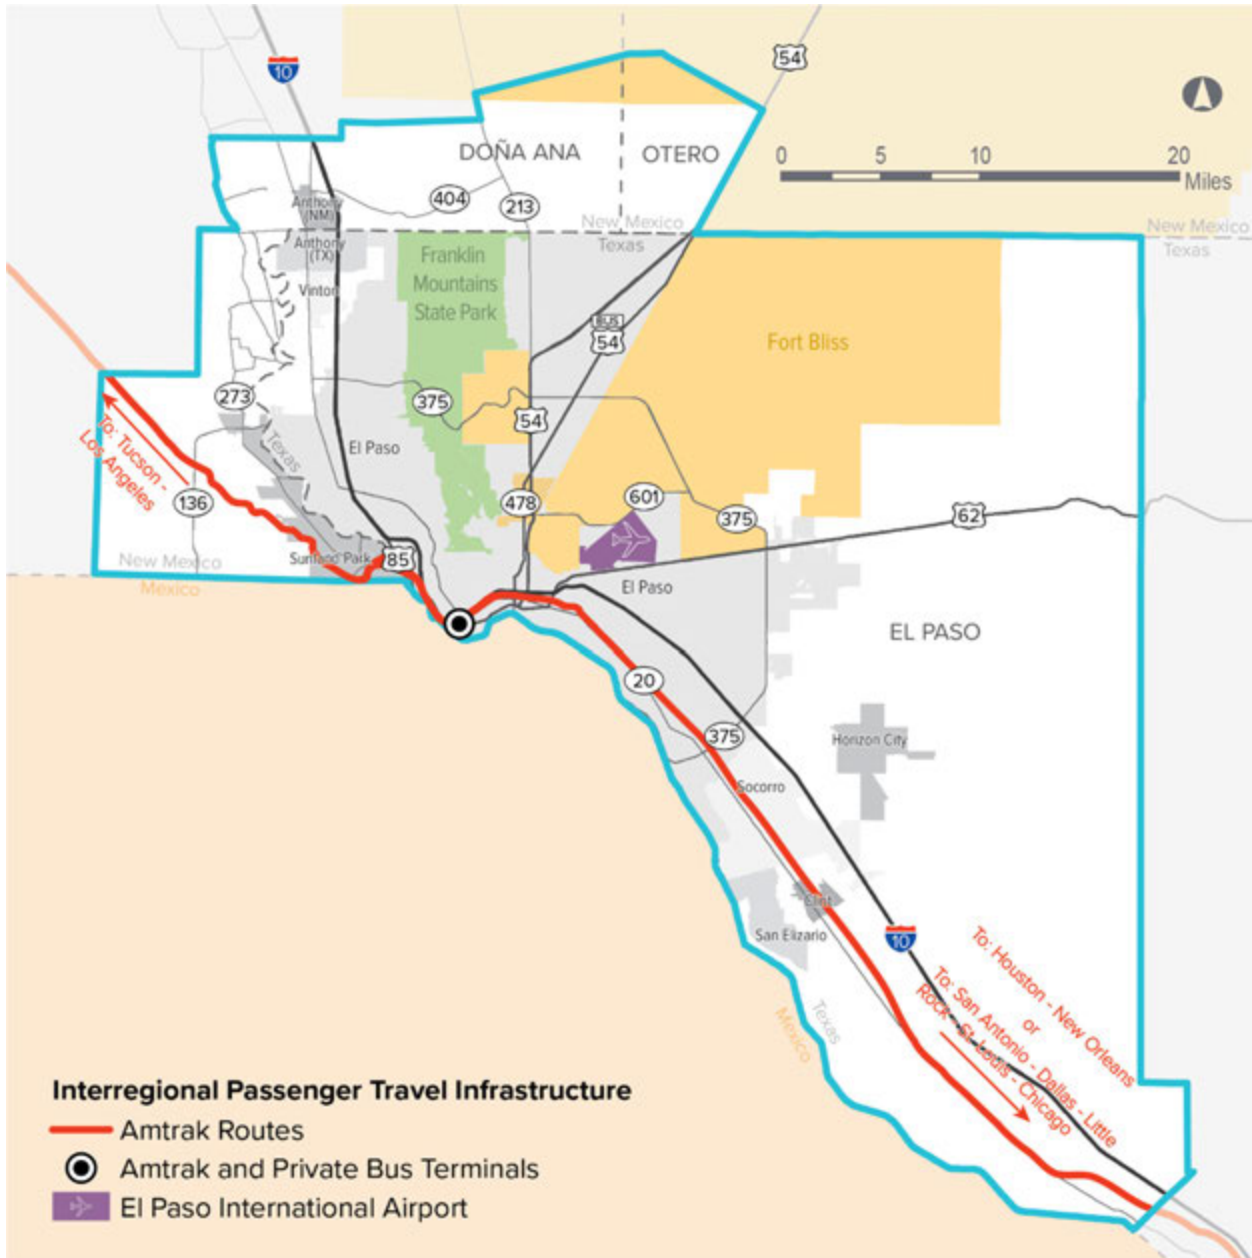 54
10
0
5
10
20
Miles
DOÑA ANA
OTERO
404
213
Anthony
(NM)
New Mexico
Texas
New Mexico
Texas
Anthony
(TX)
Vinton
Franklin
Mountains
State Park
BUS
54
Fort Bliss
273
375
54
To: Tucson -
Los Angeles
Texas
El Paso
136
478
601
375
62
New Mexico
Mexico
Sunland Park
85
El Paso
EL PASO
20
375
Horizon City
Socorro
Clint
San Elizario
10
To: Houston - New Orleans
or
To: San Antonio - Dallas - Little
Rock - St. Louis - Chicago
Texas
Mexico
Interregional Passenger Travel Infrastructure
Amtrak Routes
Amtrak and Private Bus Terminals
El Paso International Airport